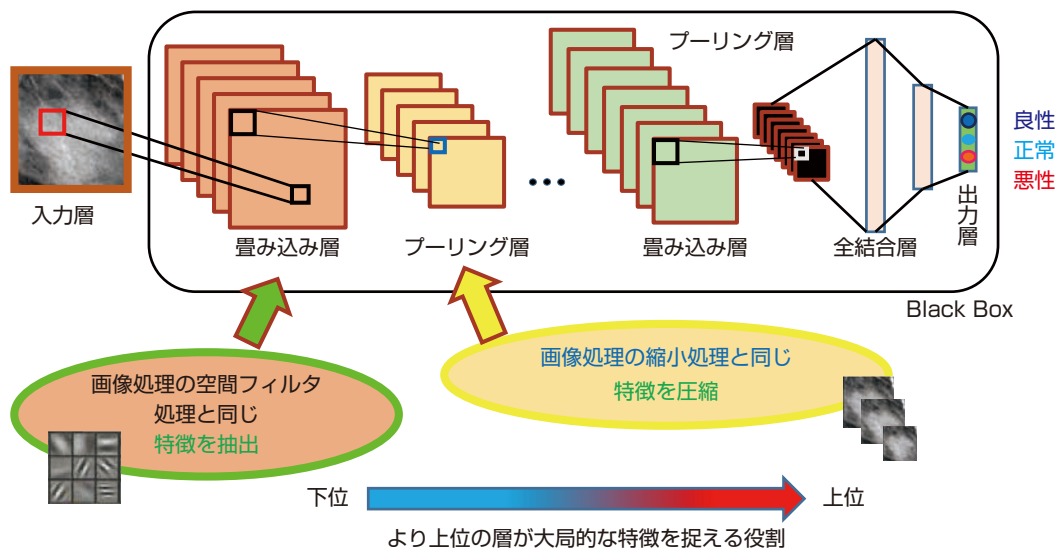 プーリング層
良性
正常
悪性
入力層
出力層
畳み込み層
プーリング層
畳み込み層
全結合層
Black Box
画像処理の空間フィルタ
処理と同じ
特徴を抽出
画像処理の縮小処理と同じ
特徴を圧縮
下位
上位
より上位の層が大局的な特徴を捉える役割